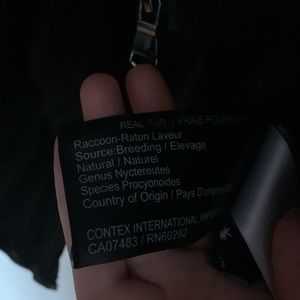 REAL FUR / VRAIE FOURRURE
Raccoon-Raton Laveur
Source:Breeding / Elevage
Natural / Naturel
Genus Nyctereutes
Species Procyonoides
Country of Origin / Pays D'origine
CONTEX INTERNATIONAL IMPORT
CA07483 / RN60292